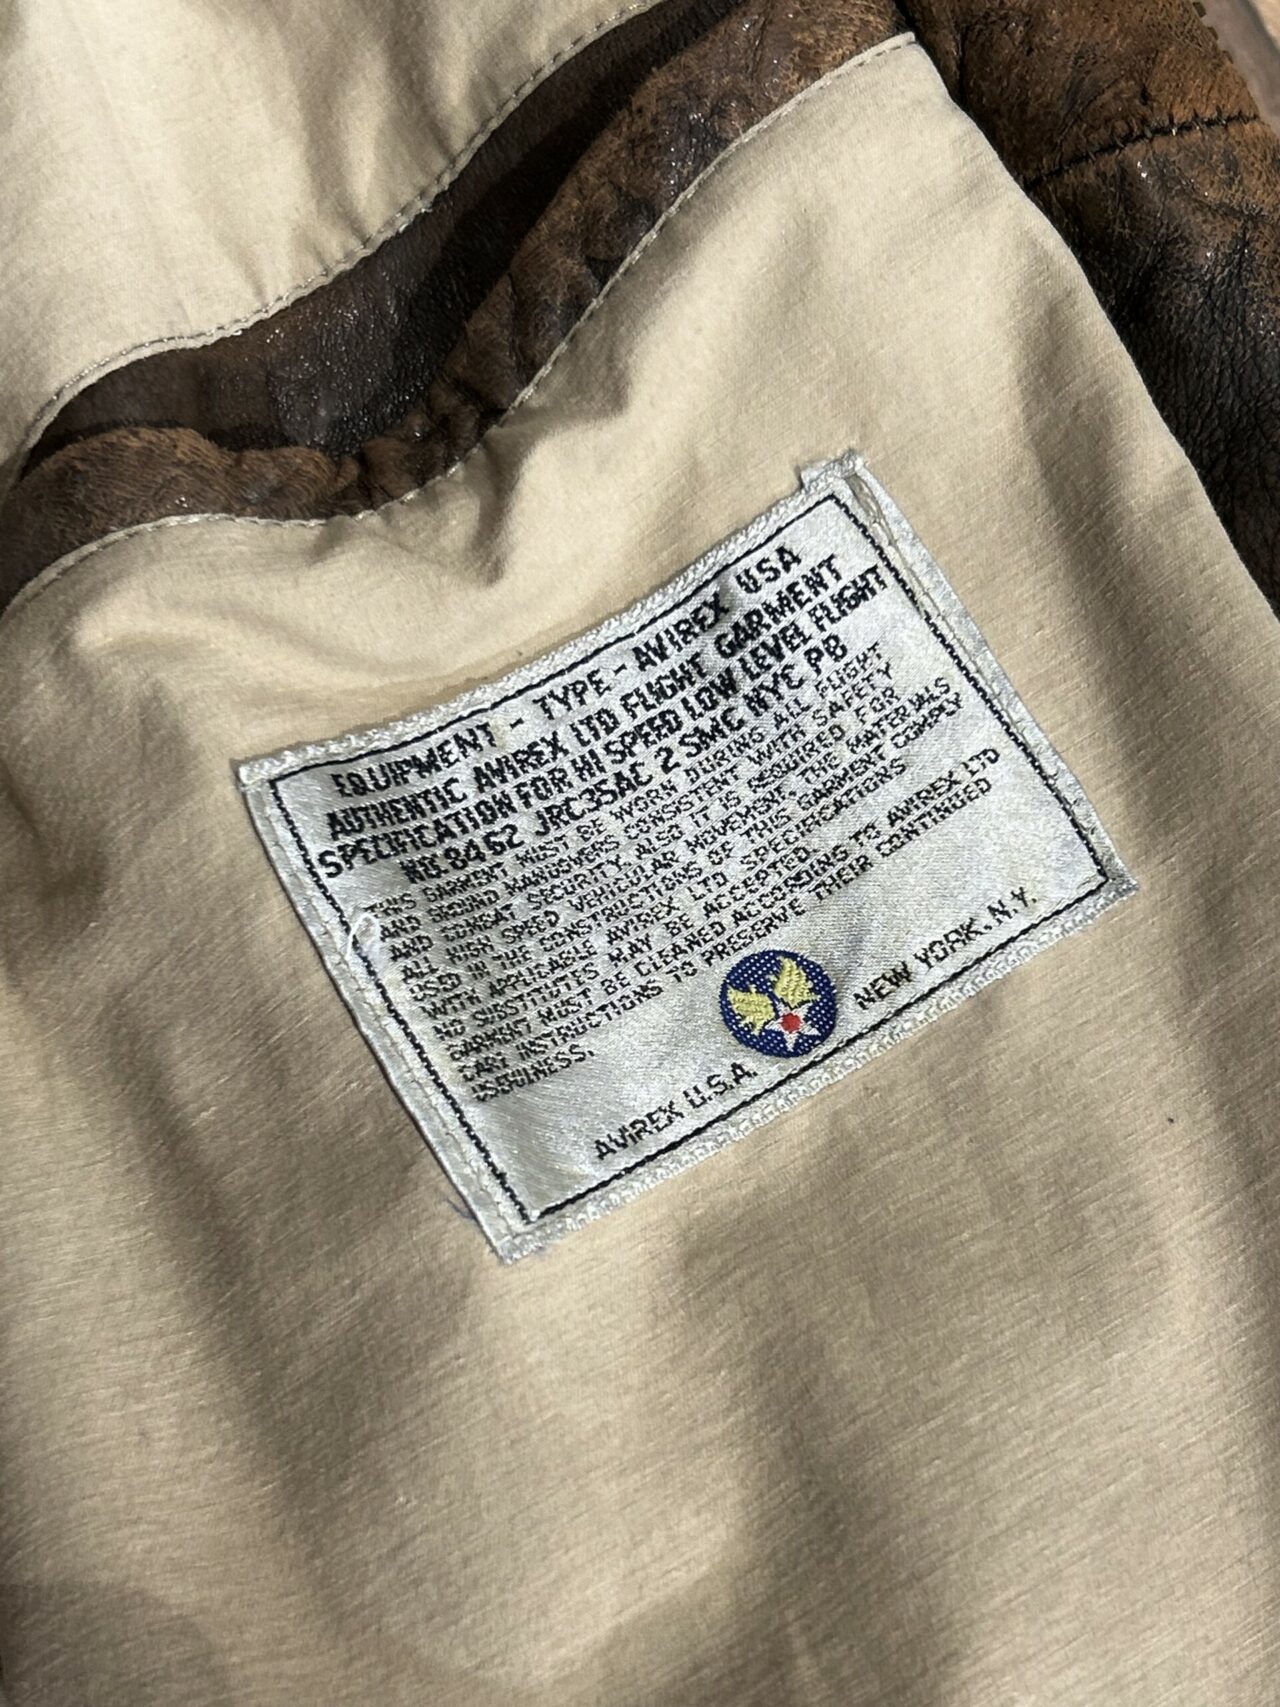 EQUIPMENT - TYPE - AVIREX USA
AUTHENTIC AVIREX LTD FLIGHT GARMENT
SPECIFICATION FOR HI SPEED LOW LEVEL FLIGHT
NO.8462 JRC35AC 2 SMC NYC PB
THIS GARMENT MUST BE WORN DURING ALL FLIGHT
AND GROUND MANUOVERS CONSISTENT WITH SAFETY
AND COMBAT SECURITY. ALSO IT IS REQUIRED FOR
ALL HIGH SPEED VEHICULAR MOVEMENT. THE MATERIALS
USED IN THE CONSTRUCTIONS OF THIS GARMENT COMPLY
WITH APPLICABLE AVIREX LTD SPECIFICATIONS
NO SUBSTITUTES MAY BE ACCEPTED.
GARMENT MUST BE CLEANED ACCORDING TO AVIREX LTD
CARE INSTRUCTIONS TO PRESERVE THEIR CONTINUED
USEFULNESS.
AVIREX U.S.A. NEW YORK. N.Y.